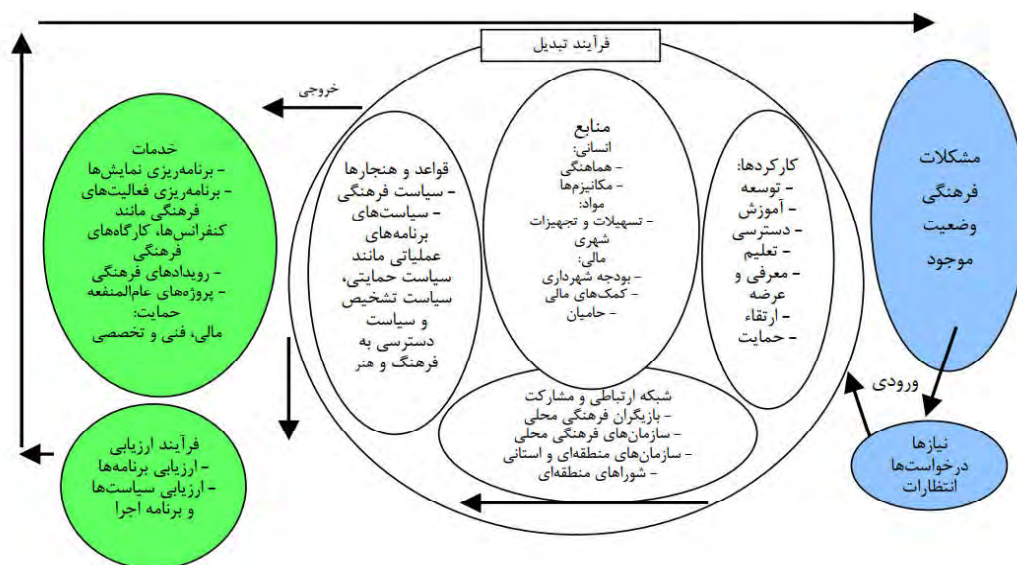 فرآیند تبدیل
مشکلات
فرهنگی
وضعیت
موجود
ورودی
نیازها
درخواست‌ها
انتظارات
کارکردها:
– توسعه
– آموزش
– دسترسی
– تعلیم
– معرفی و
عرضه
– ارتقاء
– حمایت
منابع
انسانی:
– هماهنگی
– مکانیزم‌ها
مواد:
– تسهیلات و تجهیزات
شهری
مالی:
– بودجه شهرداری
– کمک‌های مالی
– حامیان
قواعد و هنجارها
– سیاست فرهنگی
– سیاست‌های
برنامه‌های
عملیاتی مانند
سیاست حمایتی،
سیاست تشخیص
و سیاست
دسترسی به
فرهنگ و هنر
شبکه ارتباطی و مشارکت
– بازیگران فرهنگی محلی
– سازمان‌های فرهنگی محلی
– سازمان‌های منطقه‌ای و استانی
– شوراهای منطقه‌ای
خروجی
خدمات
– برنامه‌ریزی نمایش‌ها
– برنامه‌ریزی فعالیت‌های
فرهنگی مانند
کنفرانس‌ها، کارگاه‌های
فرهنگی
– رویدادهای فرهنگی
– پروژه‌های عام‌المنفعه
حمایت:
مالی، فنی و تخصصی
فرآیند ارزیابی
– ارزیابی برنامه‌ها
– ارزیابی سیاست‌ها
و برنامه اجرا